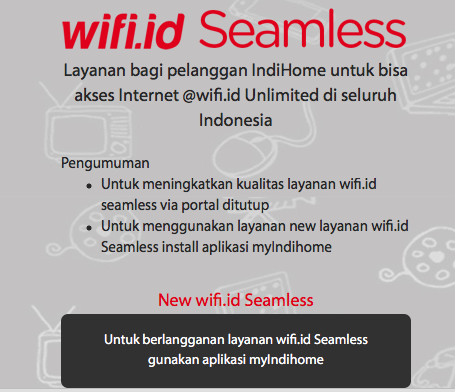 wifi.id Seamless
Layanan bagi pelanggan IndiHome untuk bisa
akses Internet @wifi.id Unlimited di seluruh
Indonesia
Pengumuman
• Untuk meningkatkan kualitas layanan wifi.id
seamless via portal ditutup
• Untuk menggunakan layanan new layanan wifi.id
Seamless install aplikasi myIndihome
New wifi.id Seamless
Untuk berlangganan layanan wifi.id Seamless
gunakan aplikasi myIndihome